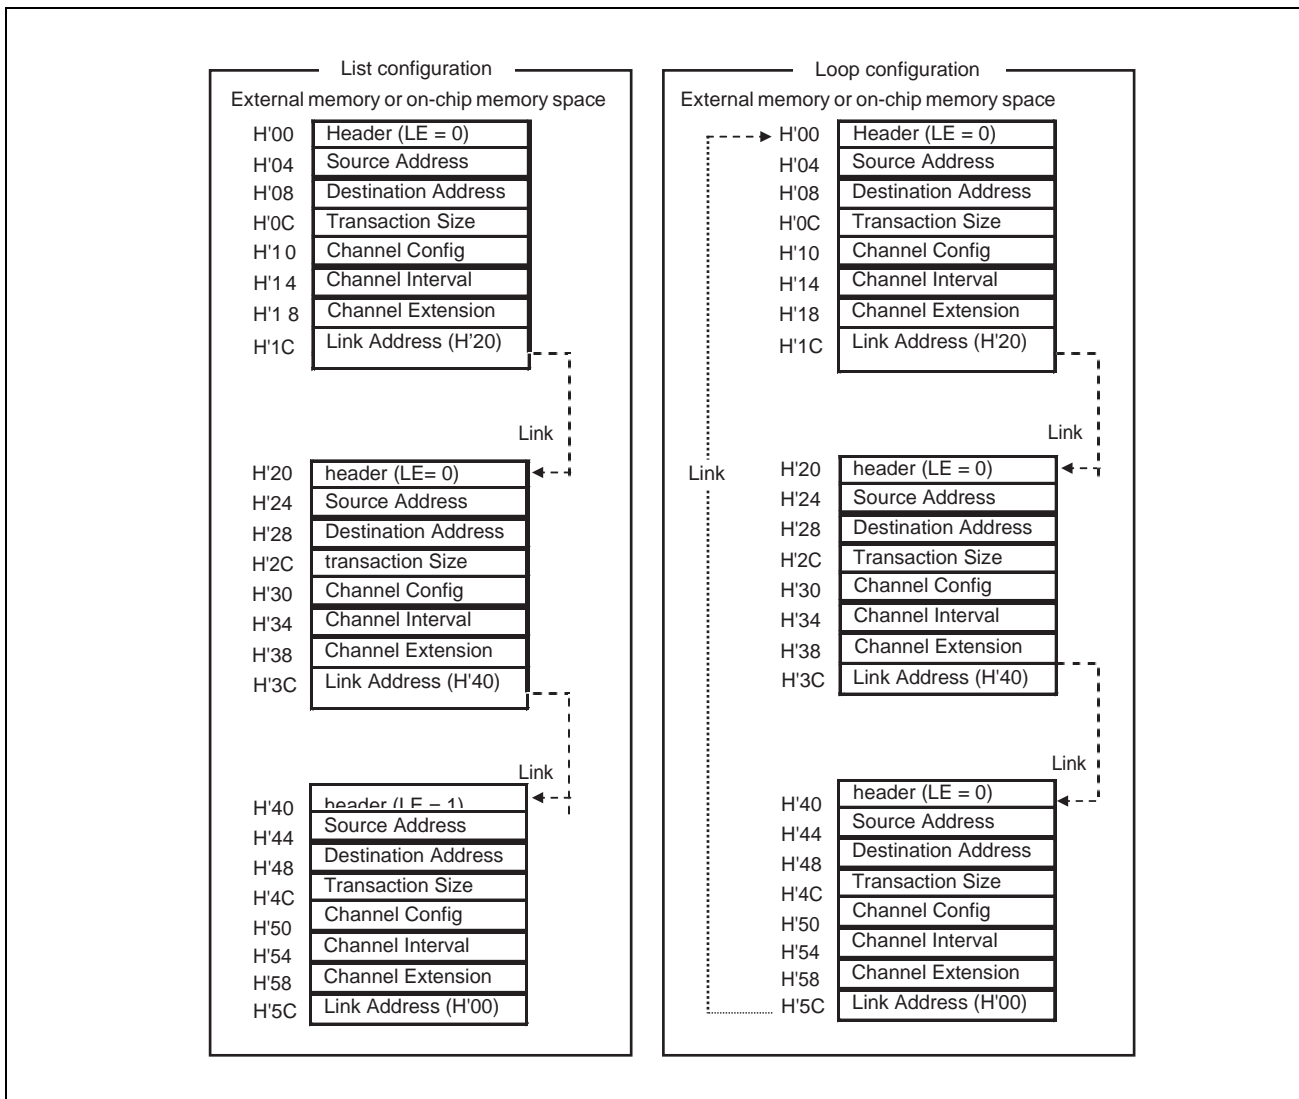 List configuration
External memory or on-chip memory space
H'00 Header (LE = 0)
H'04 Source Address
H'08 Destination Address
H'0C Transaction Size
H'1 0 Channel Config
H'1 4 Channel Interval
H'1 8 Channel Extension
H'1C Link Address (H'20)
Link
H'20 header (LE= 0)
H'24 Source Address
H'28 Destination Address
H'2C transaction Size
H'30 Channel Config
H'34 Channel Interval
H'38 Channel Extension
H'3C Link Address (H'40)
Link
H'40 header (LE = 1)
H'44 Source Address
H'48 Destination Address
H'4C Transaction Size
H'50 Channel Config
H'54 Channel Interval
H'58 Channel Extension
H'5C Link Address (H'00)
Loop configuration
External memory or on-chip memory space
H'00 Header (LE = 0)
H'04 Source Address
H'08 Destination Address
H'0C Transaction Size
H'10 Channel Config
H'14 Channel Interval
H'18 Channel Extension
H'1C Link Address (H'20)
Link
Link
H'20 header (LE = 0)
H'24 Source Address
H'28 Destination Address
H'2C Transaction Size
H'30 Channel Config
H'34 Channel Interval
H'38 Channel Extension
H'3C Link Address (H'40)
Link
H'40 header (LE = 0)
H'44 Source Address
H'48 Destination Address
H'4C Transaction Size
H'50 Channel Config
H'54 Channel Interval
H'58 Channel Extension
H'5C Link Address (H'00)